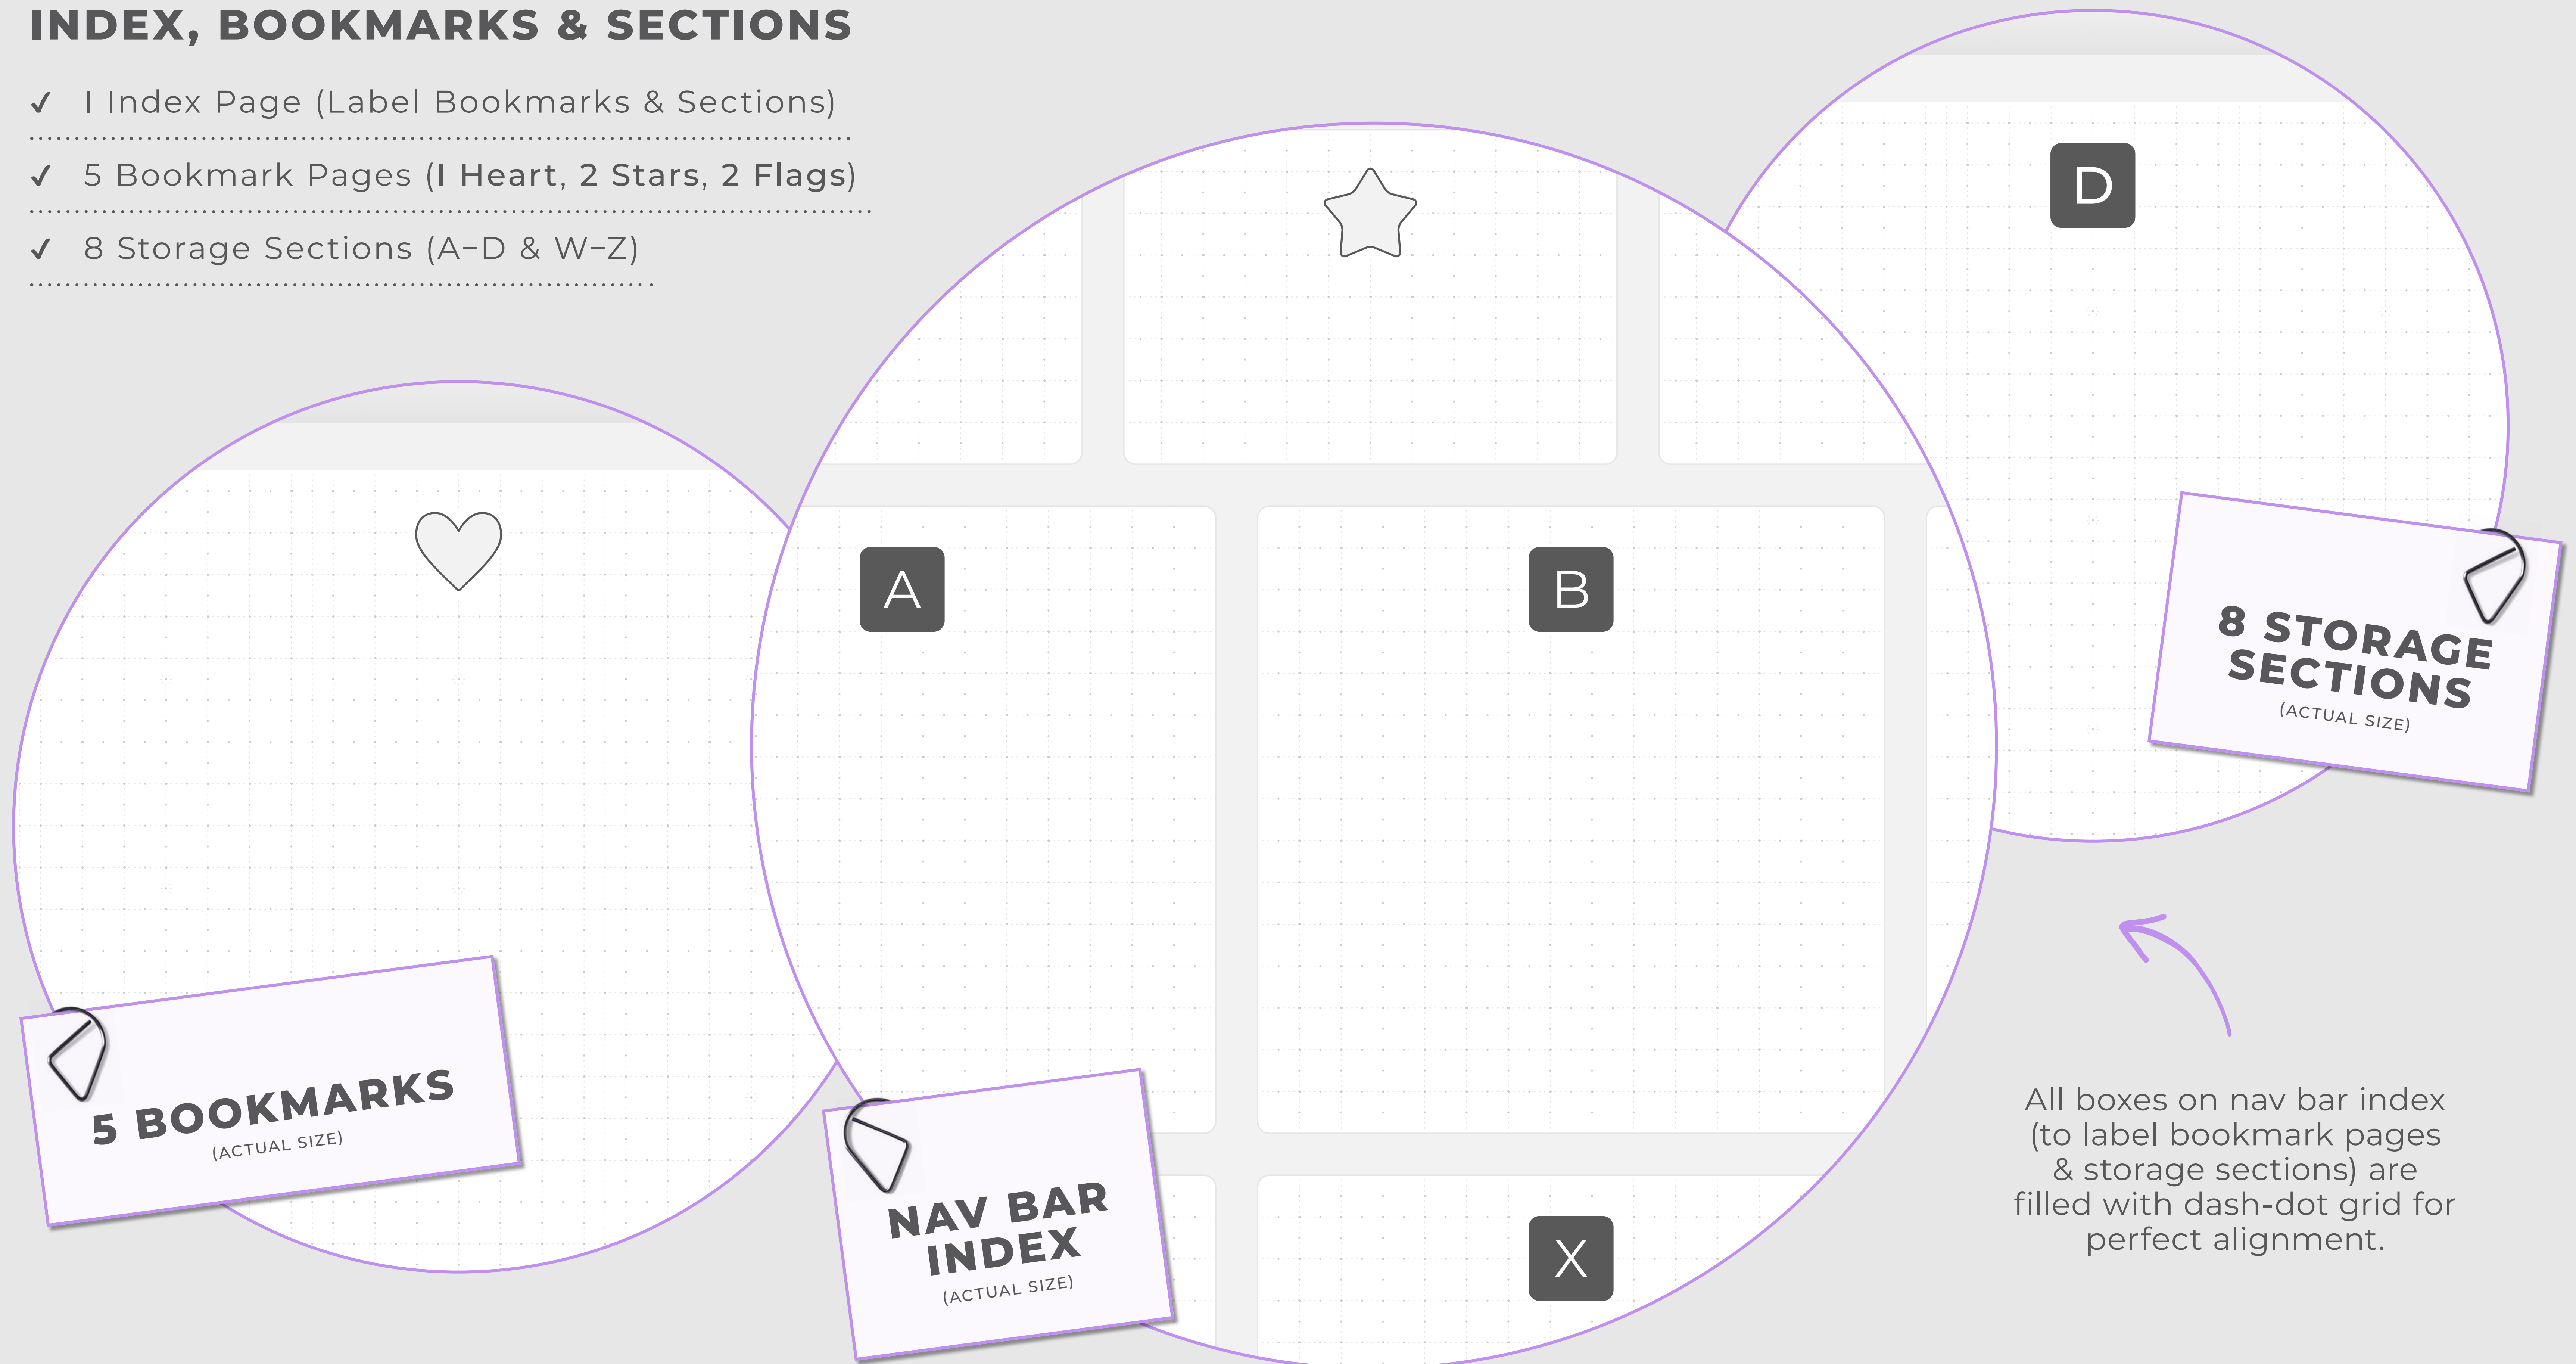 INDEX, BOOKMARKS & SECTIONS
✓ 1 Index Page (Label Bookmarks & Sections)
✓ 5 Bookmark Pages (1 Heart, 2 Stars, 2 Flags)
✓ 8 Storage Sections (A–D & W–Z)
D
A
B
8 STORAGE
SECTIONS
(ACTUAL SIZE)
5 BOOKMARKS
(ACTUAL SIZE)
NAV BAR
INDEX
(ACTUAL SIZE)
X
All boxes on nav bar index
(to label bookmark pages
& storage sections) are
filled with dash-dot grid for
perfect alignment.